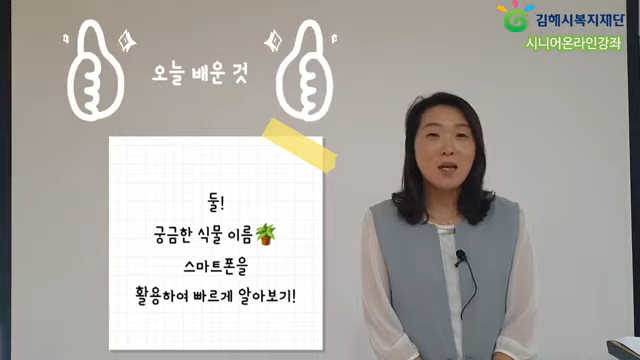 김해시복지재단
시니어온라인강좌
오늘 배운 것
둘!
궁금한 식물 이름
스마트폰을
활용하여 빠르게 알아보기!